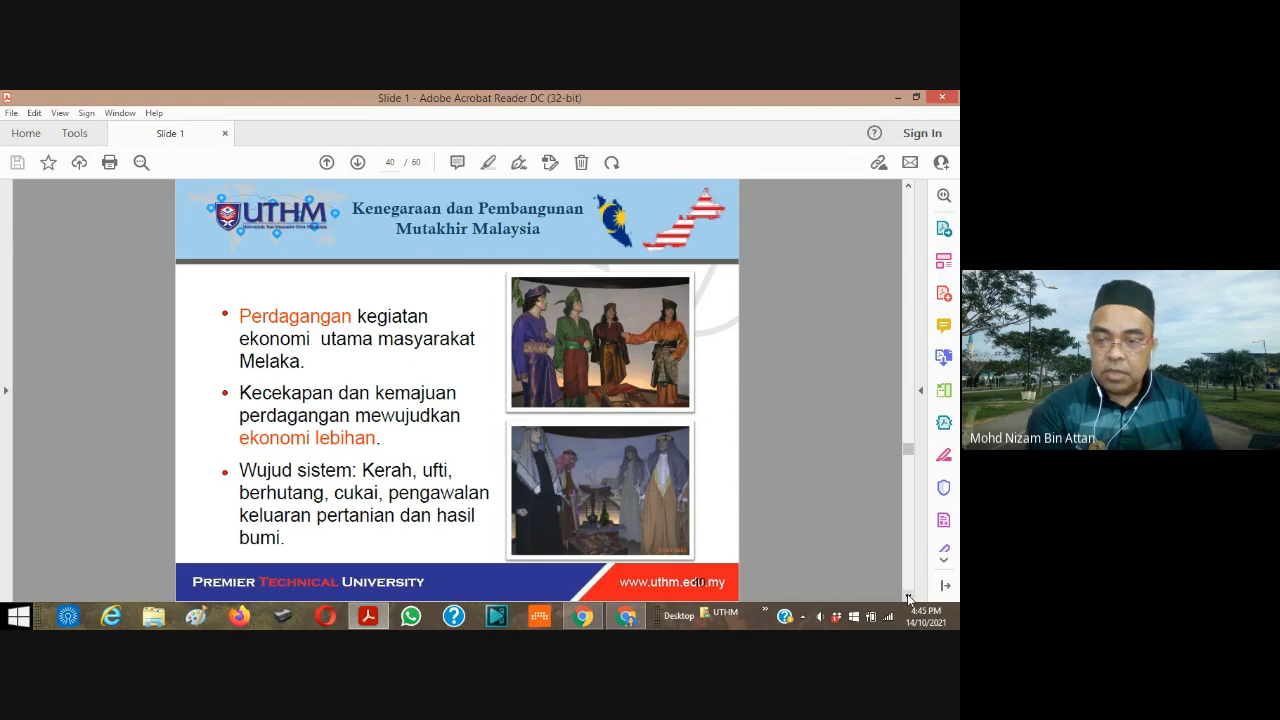 Slide 1 - Adobe Acrobat Reader DC (32-bit)
File Edit View Sign Window Help
Home Tools Slide 1 × Sign In
40 / 60
UTHM
Kenegaraan dan Pembangunan
Mutakhir Malaysia
• Perdagangan kegiatan
ekonomi utama masyarakat
Melaka.
• Kecekapan dan kemajuan
perdagangan mewujudkan
ekonomi lebihan.
• Wujud sistem: Kerah, ufti,
berhutang, cukai, pengawalan
keluaran pertanian dan hasil
bumi.
PREMIER TECHNICAL UNIVERSITY
www.uthm.edu.my
40
Mohd Nizam Bin Attan
Desktop UTHM
4:45 PM
14/10/2021